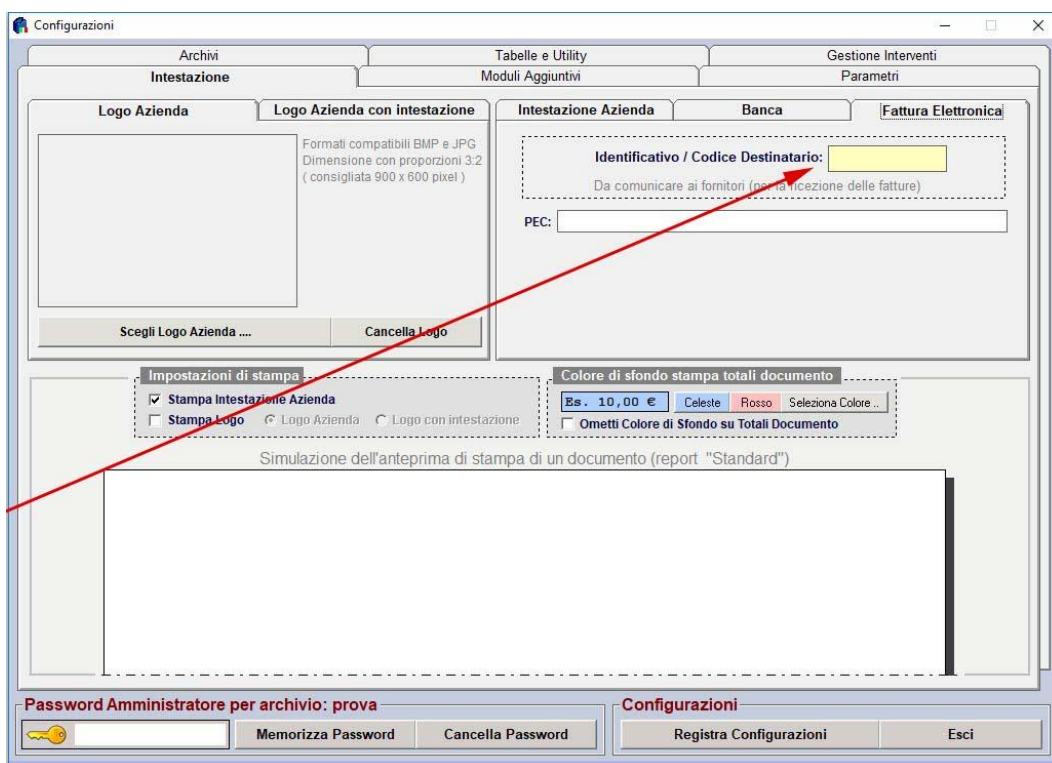 Configurazioni
Archivi
Tabelle e Utility
Gestione Interventi
Intestazione
Moduli Aggiuntivi
Parametri
Logo Azienda
Logo Azienda con intestazione
Formati compatibili BMP e JPG
Dimensione con proporzioni 3:2
( consigliata 900 x 600 pixel )
Scegli Logo Azienda ....
Cancella Logo
Intestazione Azienda
Banca
Fattura Elettronica
Identificativo / Codice Destinatario:
Da comunicare ai fornitori (per la ricezione delle fatture)
PEC:
Impostazioni di stampa
Stampa Intestazione Azienda
Stampa Logo
Logo Azienda
Logo con intestazione
Colore di sfondo stampa totali documento
Es. 10,00 €
Celeste
Rosso
Seleziona Colore ..
Ometti Colore di Sfondo su Totali Documento
Simulazione dell'anteprima di stampa di un documento (report "Standard")
Password Amministratore per archivio: prova
Memorizza Password
Cancella Password
Configurazioni
Registra Configurazioni
Esci